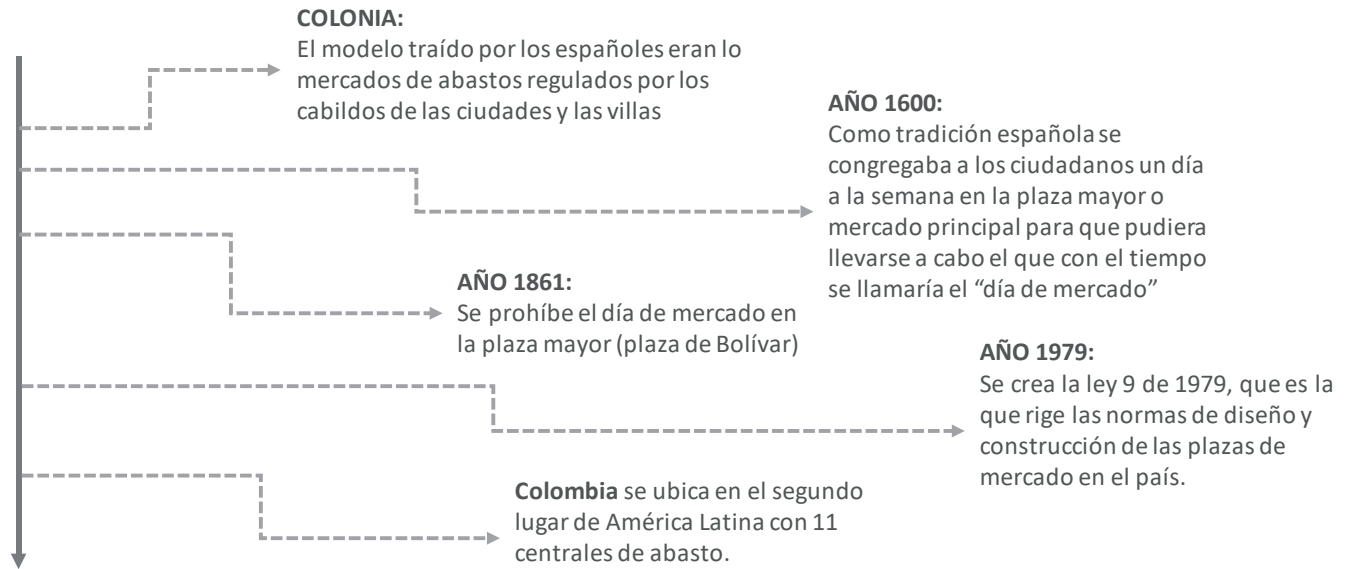 COLONIA:
El modelo traído por los españoles eran lo
mercados de abastos regulados por los
cabildos de las ciudades y las villas
AÑO 1600:
Como tradición española se
congregaba a los ciudadanos un día
a la semana en la plaza mayor o
mercado principal para que pudiera
llevarse a cabo el que con el tiempo
se llamaría el “día de mercado”
AÑO 1861:
Se prohíbe el día de mercado en
la plaza mayor (plaza de Bolívar)
AÑO 1979:
Se crea la ley 9 de 1979, que es la
que rige las normas de diseño y
construcción de las plazas de
mercado en el país.
Colombia se ubica en el segundo
lugar de América Latina con 11
centrales de abasto.